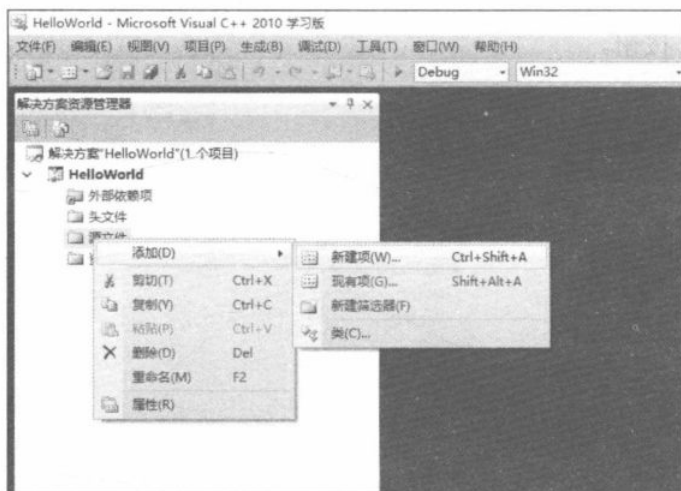 HelloWorld - Microsoft Visual C++ 2010 学习版
文件(F) 编辑(E) 视图(V) 项目(P) 生成(B) 调试(D) 工具(T) 窗口(W) 帮助(H)
Debug Win32
解决方案资源管理器
解决方案"HelloWorld"(1 个项目)
HelloWorld
外部依赖项
头文件
源文件
添加(D)
新建项(W)... Ctrl+Shift+A
剪切(T) Ctrl+X
现有项(G)... Shift+Alt+A
复制(Y) Ctrl+C
新建筛选器(F)
粘贴(P) Ctrl+V
类(C)...
删除(D) Del
重命名(M) F2
属性(R)